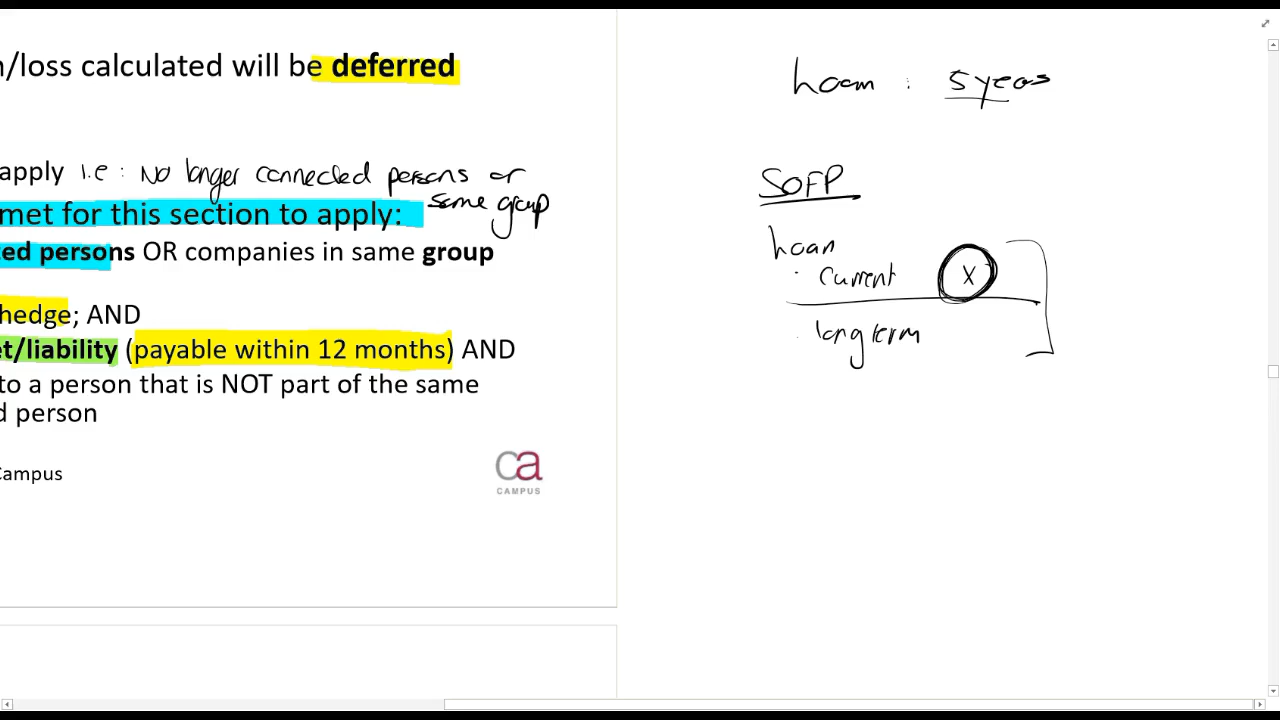 n/loss calculated will be deferred
apply i.e : No longer connected persons or
same group
met for this section to apply:
ted persons OR companies in same group
hedge; AND
et/liability (payable within 12 months) AND
to a person that is NOT part of the same
d person
Campus
ca
CAMPUS
Loan : 5 years
SOFP
Loan
· Current X
· long term